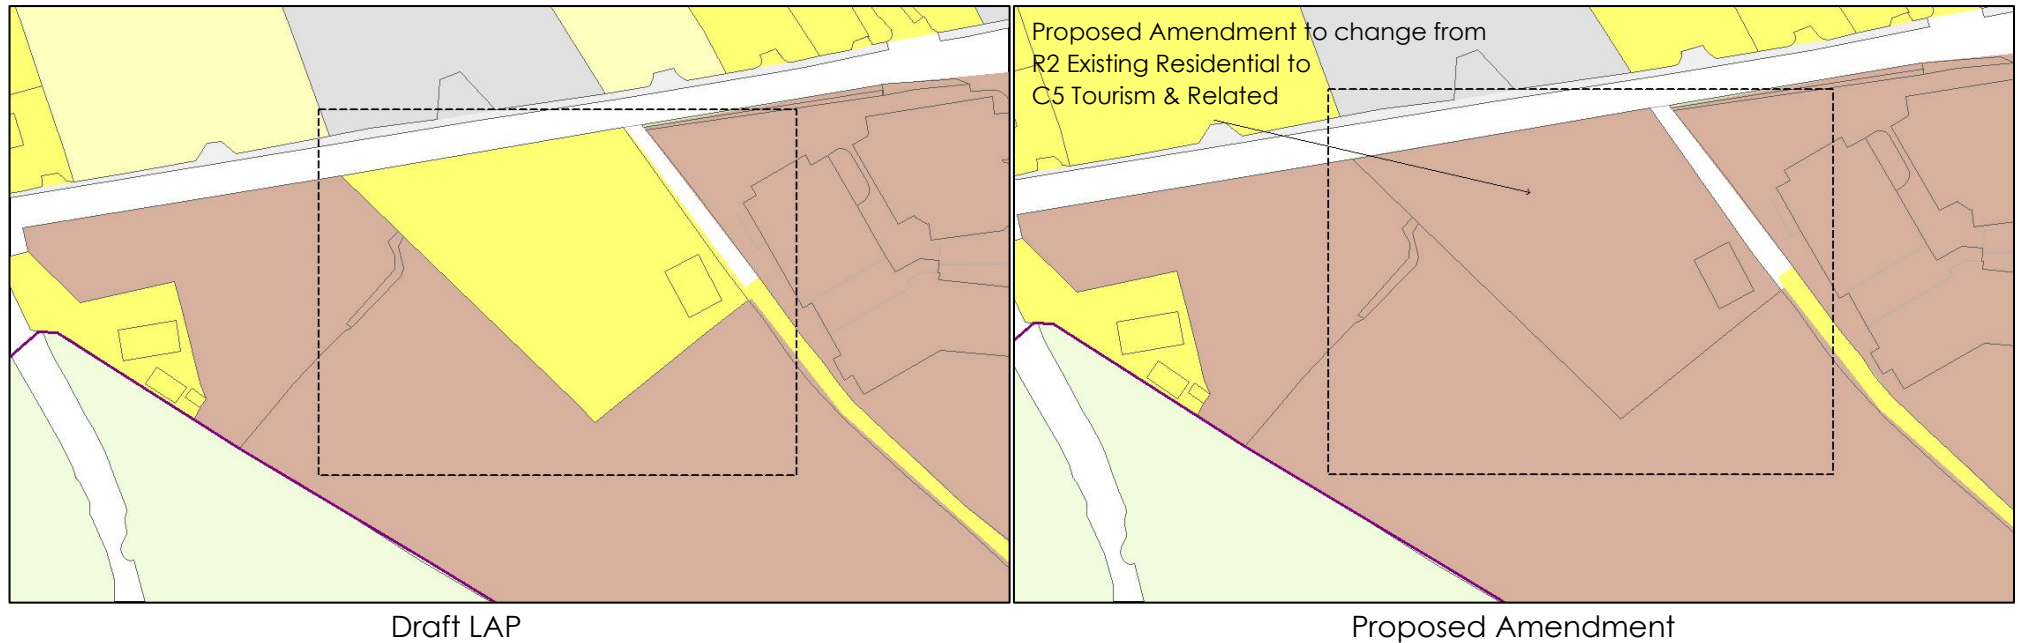 Proposed Amendment to change from
R2 Existing Residential to
C5 Tourism & Related
Draft LAP
Proposed Amendment